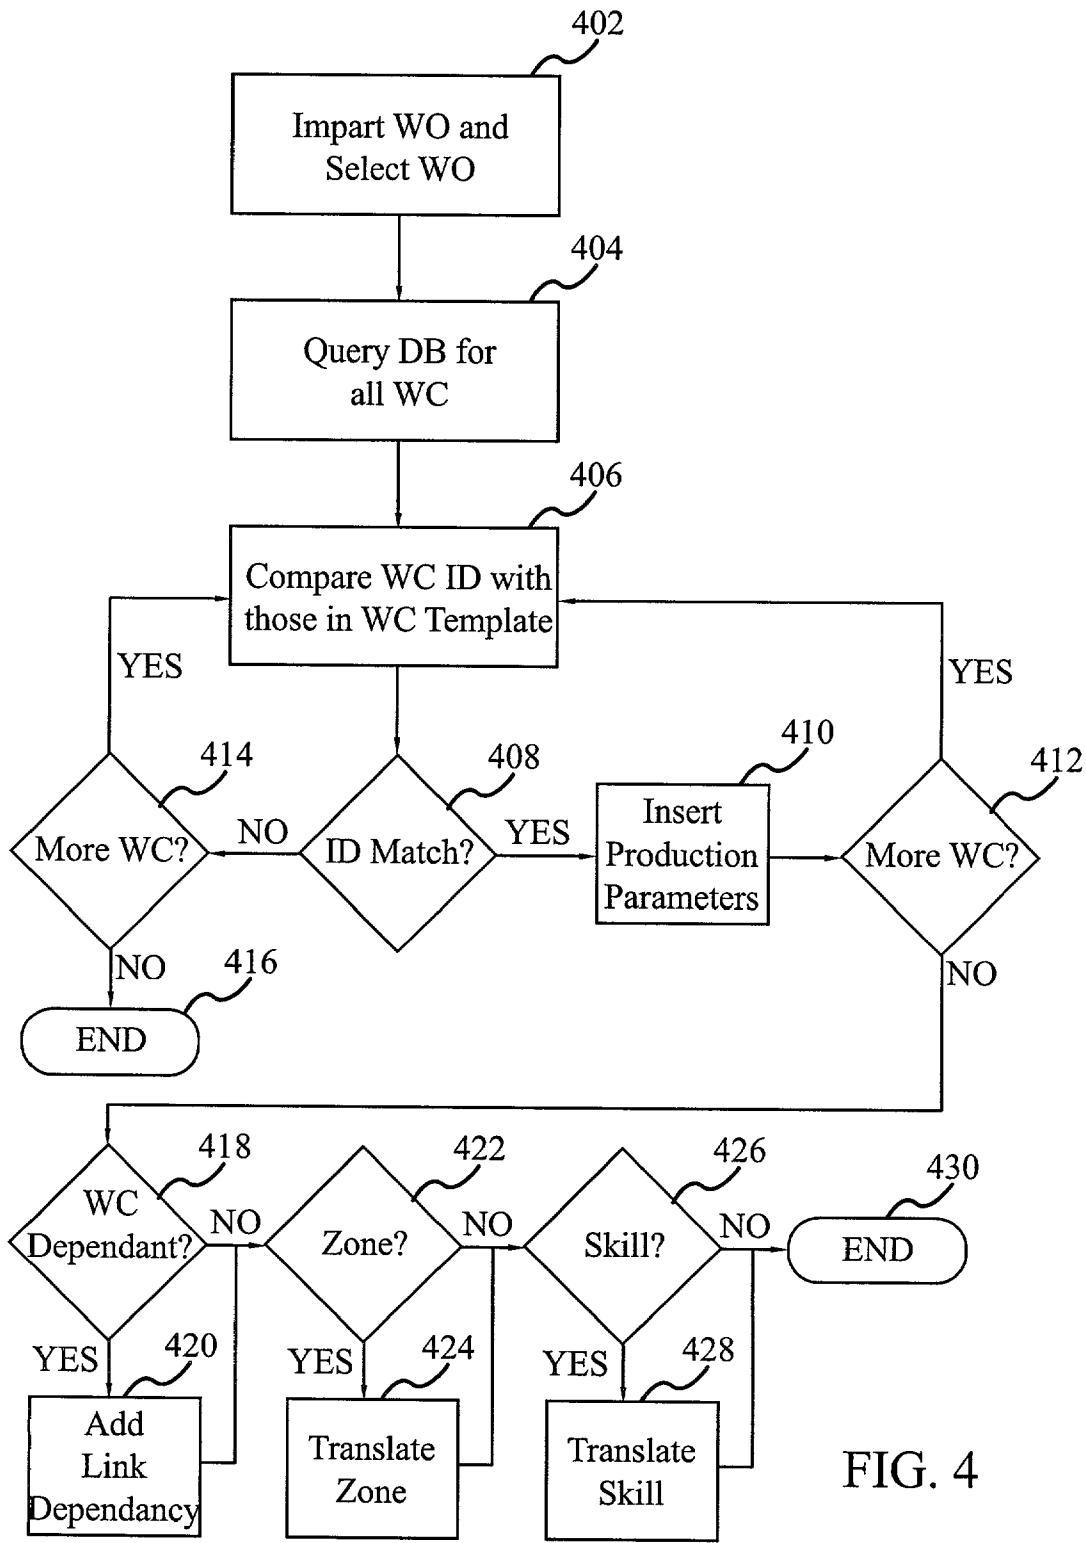 402
Impart WO and
Select WO
404
Query DB for
all WC
406
Compare WC ID with
those in WC Template
YES
YES
414
408
410
412
More WC?
NO
ID Match?
YES
Insert
Production
Parameters
More WC?
NO
416
END
NO
418
WC
Dependant?
NO
422
Zone?
NO
426
Skill?
NO
430
END
YES
420
Add
Link
Dependancy
YES
424
Translate
Zone
YES
428
Translate
Skill
FIG. 4